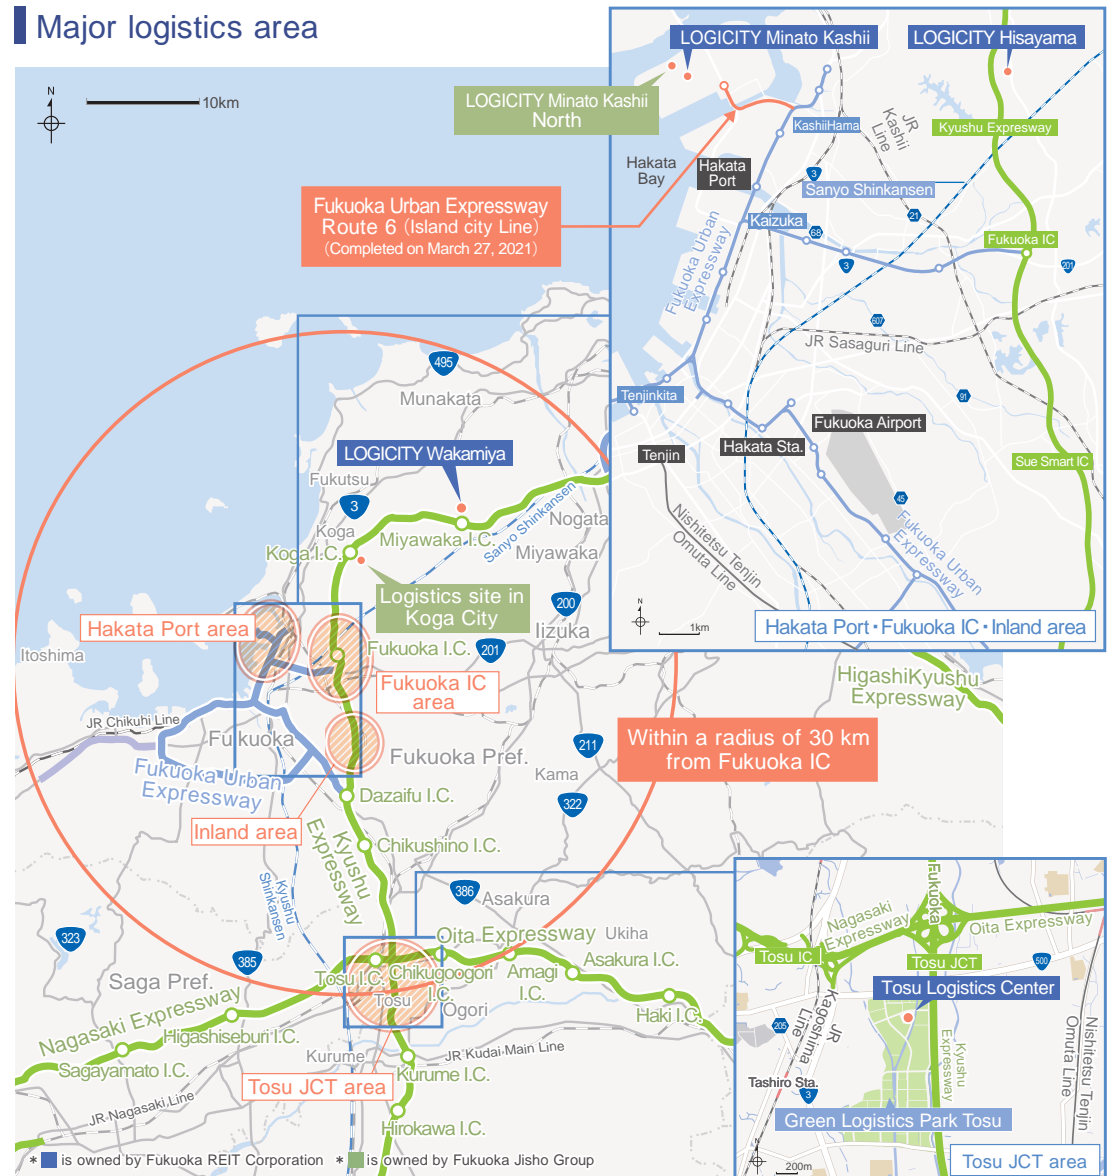 Major logistics area
N
10km
LOGICITY Minato Kashii
LOGICITY Hisayama
LOGICITY Minato Kashii
North
KashiiHama
JR
Kashii
Line
Kyushu Expresway
Hakata
Bay
Hakata
Port
3
Sanyo Shinkansen
Fukuoka Urban Expressway
Route 6 (Island city Line)
(Completed on March 27, 2021)
21
Kaizuka
68
Fukuoka IC
3
201
Fukuoka Urban
Expressway
607
JR Sasaguri Line
Tenjinkita
91
Fukuoka Airport
Hakata Sta.
Tenjin
Sue Smart IC
45
Nishitetsu Tenjin
Omuta Line
Fukuoka Urban
Expressway
N
1km
Hakata Port・Fukuoka IC・Inland area
495
Munakata
LOGICITY Wakamiya
Fukutsu
3
Koga
Nogata
Sanyo Shinkansen
Miyawaka I.C.
Koga I.C.
Miyawaka
Logistics site in
Koga City
200
Iizuka
Hakata Port area
Fukuoka I.C.
201
Itoshima
Fukuoka IC
area
HigashiKyushu
Expressway
JR Chikuhi Line
Fukuoka
211
Within a radius of 30 km
from Fukuoka IC
Fukuoka Pref.
Fukuoka Urban
Expressway
Kama
322
Dazaifu I.C.
Inland area
Kyushu
Expressway
Chikushino I.C.
Kyushu
Shinkansen
386
Asakura
323
385
Oita Expressway
Ukiha
Saga Pref.
Tosu I.C.
Chikugoogori
I.C.
Amagi
I.C.
Asakura I.C.
Tosu
Ogori
Haki I.C.
Nagasaki Expressway
Higashiseburi I.C.
Sagayamato I.C.
Kurume
JR Kudai Main Line
Kurume I.C.
Tosu JCT area
JR Nagasaki Line
Hirokawa I.C.
Fukuoka
Nagasaki
Expressway
Oita Expressway
Tosu IC
Tosu JCT
500
Tosu Logistics Center
205
JR
Kagoshima
Line
Kyushu
Expressway
Nishitetsu Tenjin
Omuta Line
Tashiro Sta.
3
Green Logistics Park Tosu
N
200m
Tosu JCT area
* is owned by Fukuoka REIT Corporation * is owned by Fukuoka Jisho Group